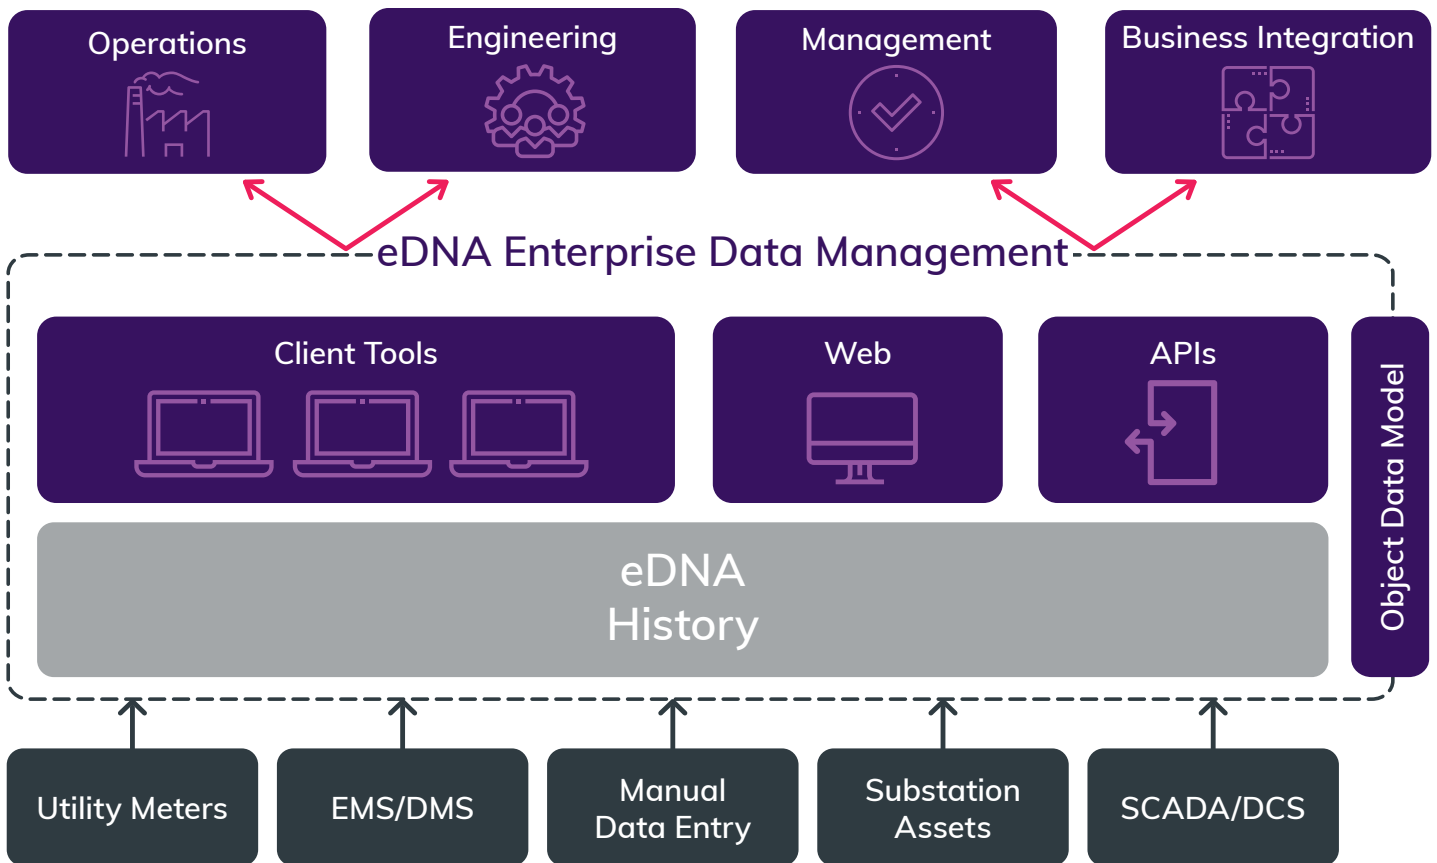 Operations
Engineering
Management
Business Integration
eDNA Enterprise Data Management
Client Tools
Web
APIs
Object Data Model
eDNA
History
Utility Meters
EMS/DMS
Manual
Data Entry
Substation
Assets
SCADA/DCS